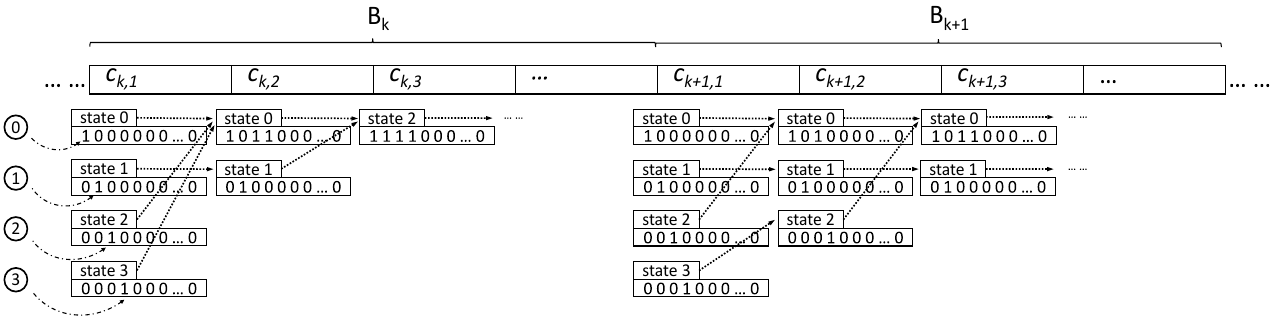 B_k B_{k+1}
... ... c_{k,1} c_{k,2} c_{k,3} ... c_{k+1,1} c_{k+1,2} c_{k+1,3} ... ... ...
0 state 0 state 0 state 2 ... ... state 0 state 0 state 0 ... ...
1 0 0 0 0 0 0 ... 0 1 0 1 1 0 0 0 ... 0 1 1 1 1 0 0 0 ... 0 1 0 0 0 0 0 0 ... 0 1 0 1 0 0 0 0 ... 0 1 0 1 1 0 0 0 ... 0
1 state 1 state 1 state 1 state 1 state 1 ... ...
0 1 0 0 0 0 0 ... 0 0 1 0 0 0 0 0 ... 0 0 1 0 0 0 0 0 ... 0 0 1 0 0 0 0 0 ... 0 0 1 0 0 0 0 0 ... 0
2 state 2 state 2 state 2
0 0 1 0 0 0 0 ... 0 0 0 1 0 0 0 0 ... 0 0 0 0 1 0 0 0 ... 0
3 state 3 state 3
0 0 0 1 0 0 0 ... 0 0 0 0 1 0 0 0 ... 0